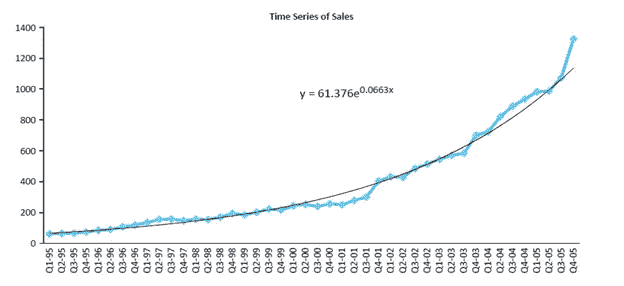 Time Series of Sales
1400
1200
1000
800
600
400
200
0
y = 61.376e0.0663x
Q1-95
Q2-95
Q3-95
Q4-95
Q1-96
Q2-96
Q3-96
Q4-96
Q1-97
Q2-97
Q3-97
Q4-97
Q1-98
Q2-98
Q3-98
Q4-98
Q1-99
Q2-99
Q3-99
Q4-99
Q1-00
Q2-00
Q3-00
Q4-00
Q1-01
Q2-01
Q3-01
Q4-01
Q1-02
Q2-02
Q3-02
Q4-02
Q1-03
Q2-03
Q3-03
Q4-03
Q1-04
Q2-04
Q3-04
Q4-04
Q1-05
Q2-05
Q3-05
Q4-05